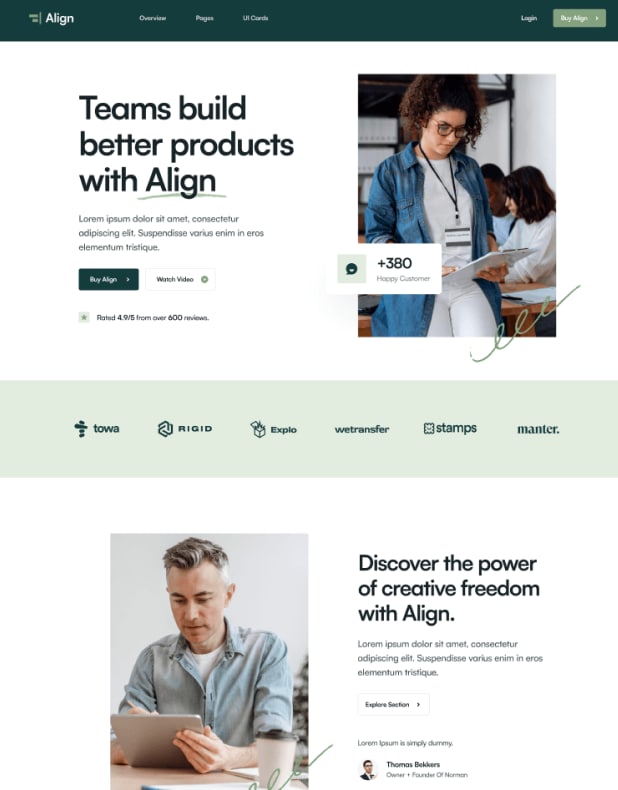 Align
Overview
Pages
UI Cards
Login
Buy Align
Teams build
better products
with Align
Lorem ipsum dolor sit amet, consectetur
adipiscing elit. Suspendisse varius enim in eros
elementum tristique.
Buy Align
Watch Video
Rated 4.9/5 from over 600 reviews.
+380
Happy Customer
towa
RIGID
Explo
wetransfer
stamps
manter.
Discover the power
of creative freedom
with Align.
Lorem ipsum dolor sit amet, consectetur
adipiscing elit. Suspendisse varius enim in eros
elementum tristique.
Explore Section
Lorem Ipsum is simply dummy.
Thomas Bekkers
Owner + Founder Of Norman